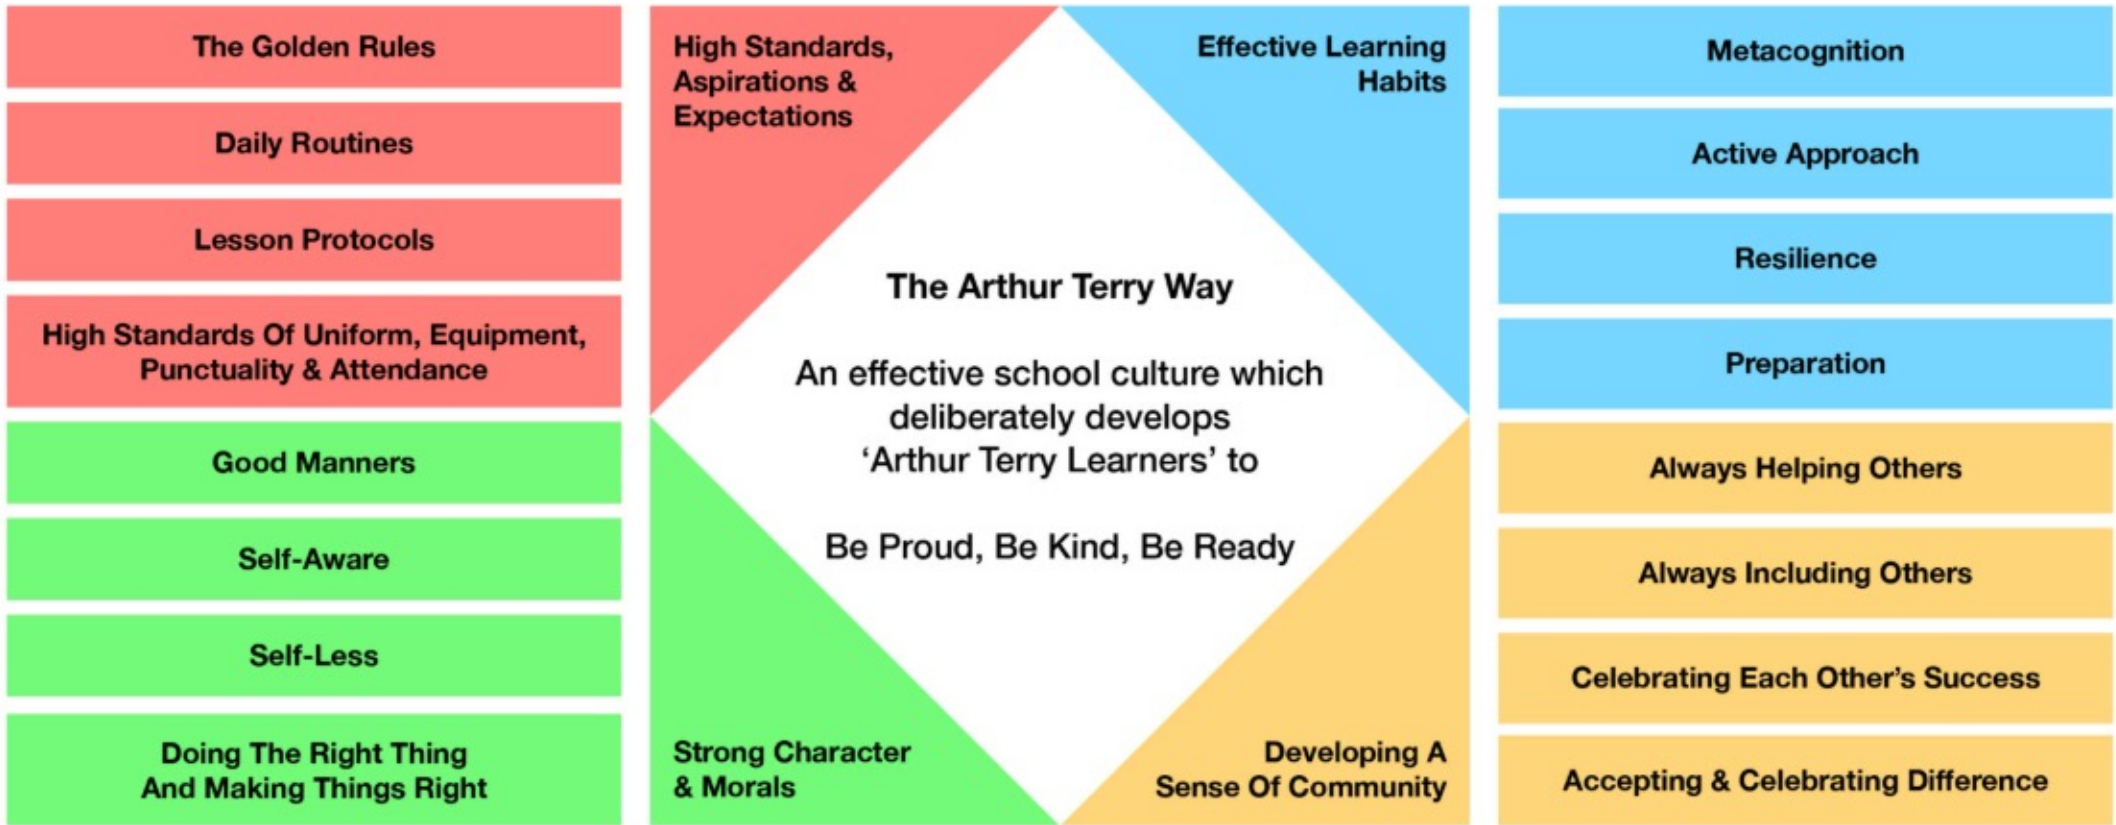 The Golden Rules
Daily Routines
Lesson Protocols
High Standards Of Uniform, Equipment,
Punctuality & Attendance
Good Manners
Self-Aware
Self-Less
Doing The Right Thing
And Making Things Right
High Standards,
Aspirations &
Expectations
Effective Learning
Habits
The Arthur Terry Way
An effective school culture which
deliberately develops
‘Arthur Terry Learners’ to
Be Proud, Be Kind, Be Ready
Strong Character
& Morals
Developing A
Sense Of Community
Metacognition
Active Approach
Resilience
Preparation
Always Helping Others
Always Including Others
Celebrating Each Other’s Success
Accepting & Celebrating Difference